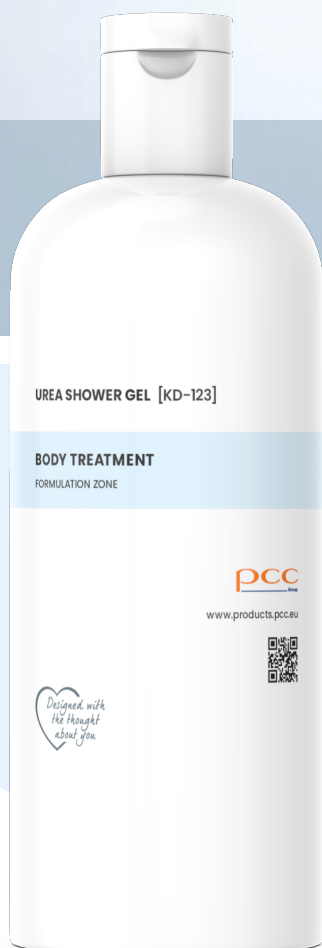 UREA SHOWER GEL [KD-123]
BODY TREATMENT
FORMULATION ZONE
pcc
Group
www.products.pcc.eu
Designed with
the thought
about you